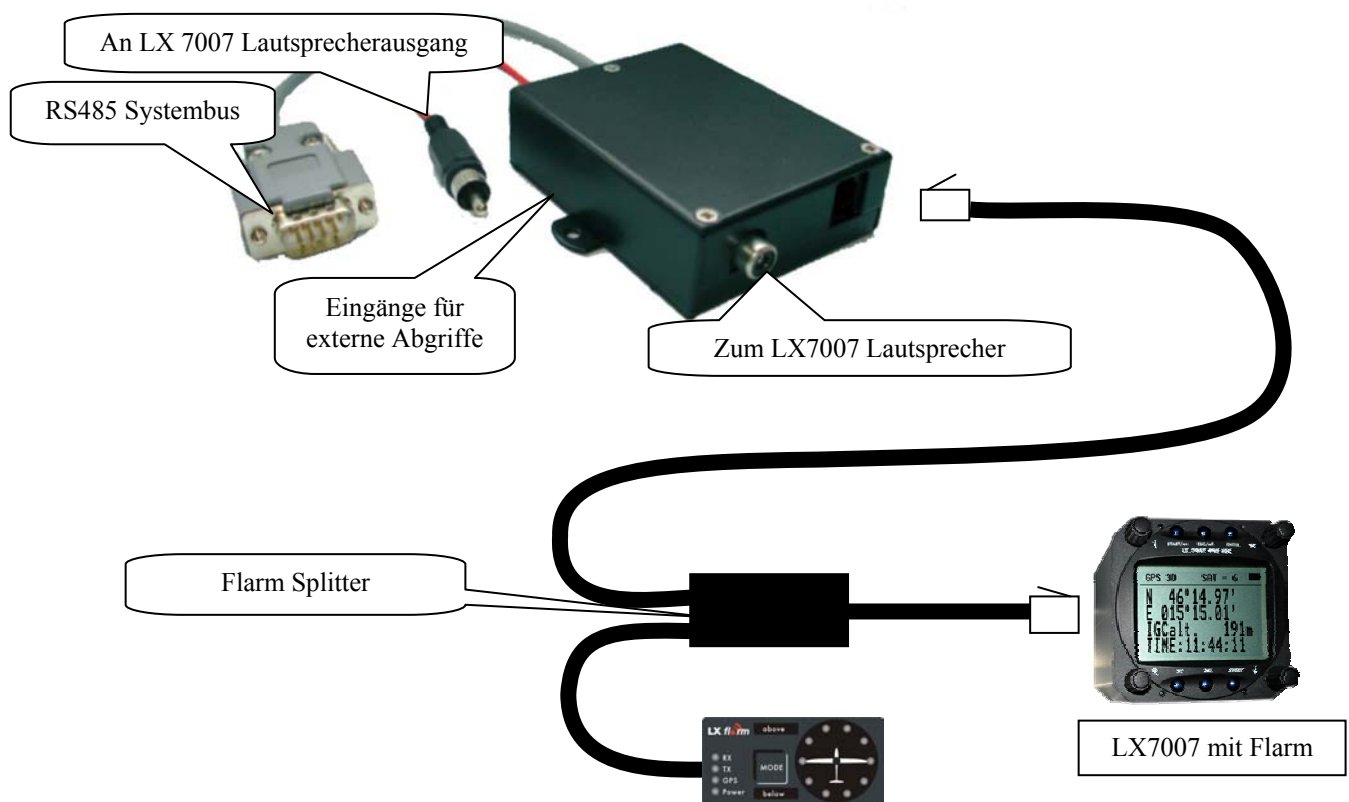 An LX 7007 Lautsprecherausgang
RS485 Systembus
Eingänge für
externe Abgriffe
Zum LX7007 Lautsprecher
Flarm Splitter
GPS 3D SAT = 6
N 46°14.97'
E 015°15.01'
IGCalt. 191m
TIME:11:44:11
LX7007 mit Flarm
LX flarm above
RX
TX
GPS
Power
MODE
below